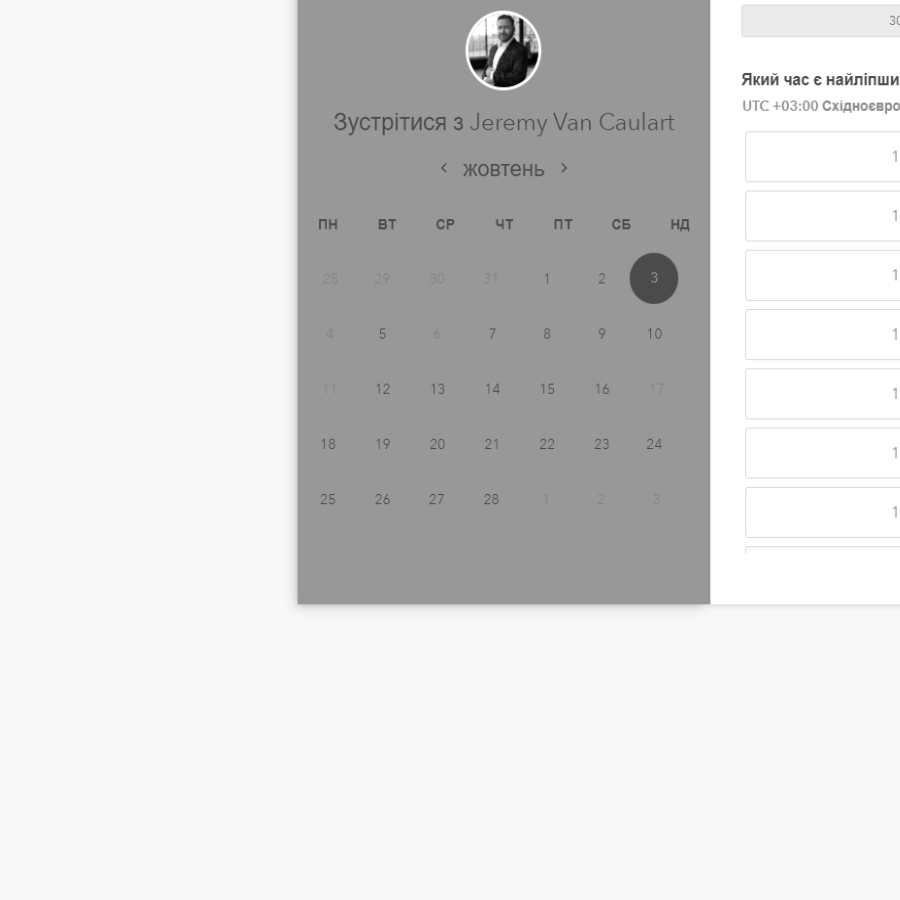 Зустрітися з Jeremy Van Caulart
жовтень
ПН ВТ СР ЧТ ПТ СБ НД
28 29 30 31 1 2 3
4 5 6 7 8 9 10
11 12 13 14 15 16 17
18 19 20 21 22 23 24
25 26 27 28 1 2 3
30
Який час є найліпши
UTC +03:00 Східноєвро
1
1
1
1
1
1
1